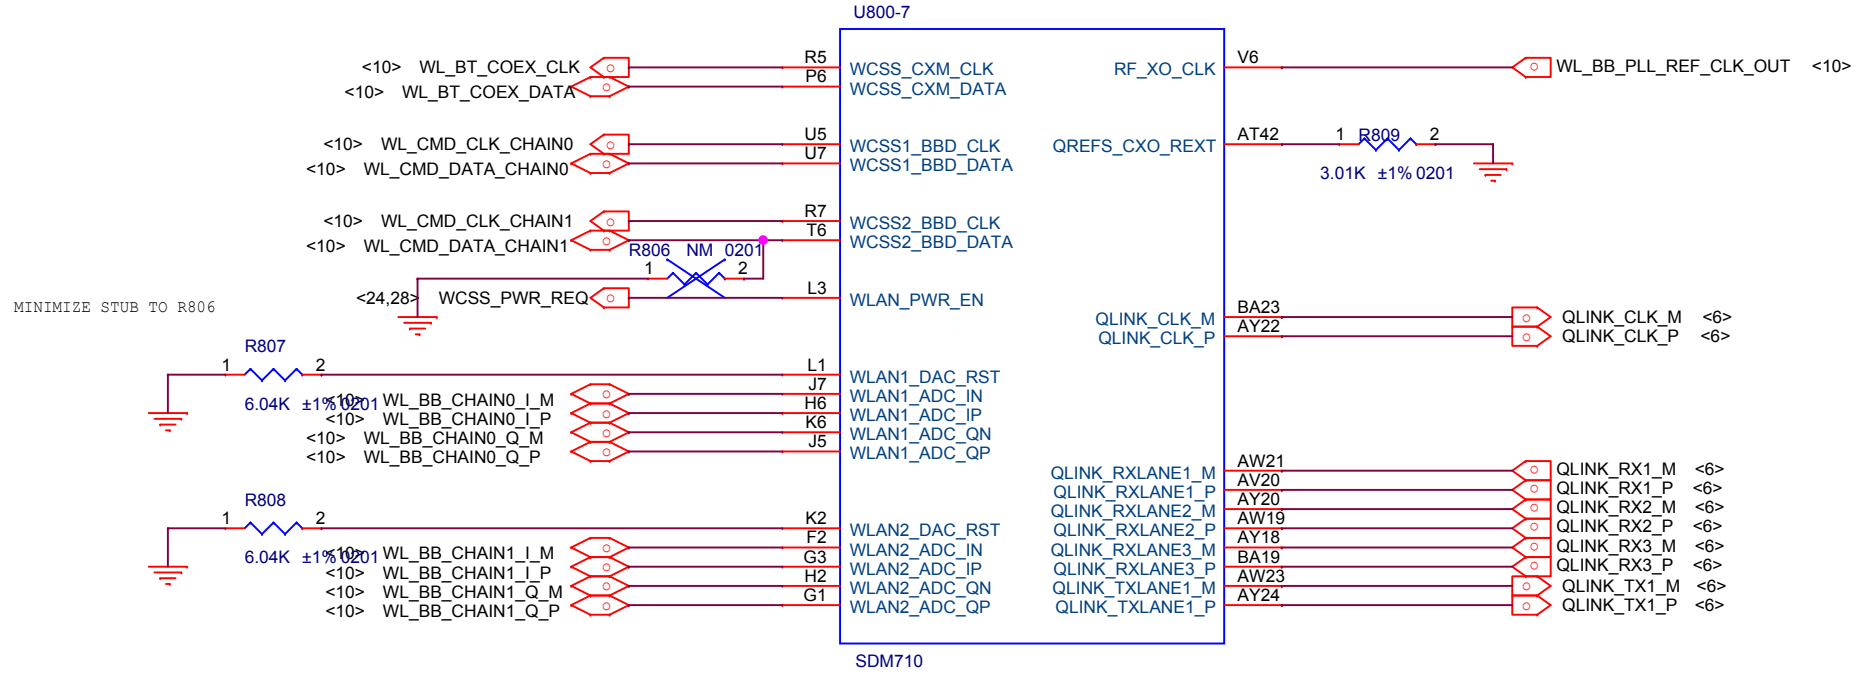 U800-7
<10> WL_BT_COEX_CLK R5 WCSS_CXM_CLK RF_XO_CLK V6 WL_BB_PLL_REF_CLK_OUT <10>
<10> WL_BT_COEX_DATA P6 WCSS_CXM_DATA
<10> WL_CMD_CLK_CHAIN0 U5 WCSS1_BBD_CLK QREFS_CXO_REXT AT42 1 R809 2
<10> WL_CMD_DATA_CHAIN0 U7 WCSS1_BBD_DATA 3.01K ±1% 0201
<10> WL_CMD_CLK_CHAIN1 R7 WCSS2_BBD_CLK
<10> WL_CMD_DATA_CHAIN1 T6 WCSS2_BBD_DATA
R806 NM 0201
1 2
<24,28> WCSS_PWR_REQ L3 WLAN_PWR_EN
MINIMIZE STUB TO R806
QLINK_CLK_M BA23 QLINK_CLK_M <6>
QLINK_CLK_P AY22 QLINK_CLK_P <6>
R807
1 2 L1 WLAN1_DAC_RST
6.04K ±1% 0201
<10> WL_BB_CHAIN0_I_M J7 WLAN1_ADC_IN
<10> WL_BB_CHAIN0_I_P H6 WLAN1_ADC_IP
<10> WL_BB_CHAIN0_Q_M K6 WLAN1_ADC_QN
<10> WL_BB_CHAIN0_Q_P J5 WLAN1_ADC_QP
QLINK_RXLANE1_M AW21 QLINK_RX1_M <6>
QLINK_RXLANE1_P AV20 QLINK_RX1_P <6>
QLINK_RXLANE2_M AY20 QLINK_RX2_M <6>
QLINK_RXLANE2_P AW19 QLINK_RX2_P <6>
QLINK_RXLANE3_M AY18 QLINK_RX3_M <6>
QLINK_RXLANE3_P BA19 QLINK_RX3_P <6>
QLINK_TXLANE1_M AW23 QLINK_TX1_M <6>
QLINK_TXLANE1_P AY24 QLINK_TX1_P <6>
R808
1 2 K2 WLAN2_DAC_RST
6.04K ±1% 0201
<10> WL_BB_CHAIN1_I_M F2 WLAN2_ADC_IN
<10> WL_BB_CHAIN1_I_P G3 WLAN2_ADC_IP
<10> WL_BB_CHAIN1_Q_M H2 WLAN2_ADC_QN
<10> WL_BB_CHAIN1_Q_P G1 WLAN2_ADC_QP
SDM710